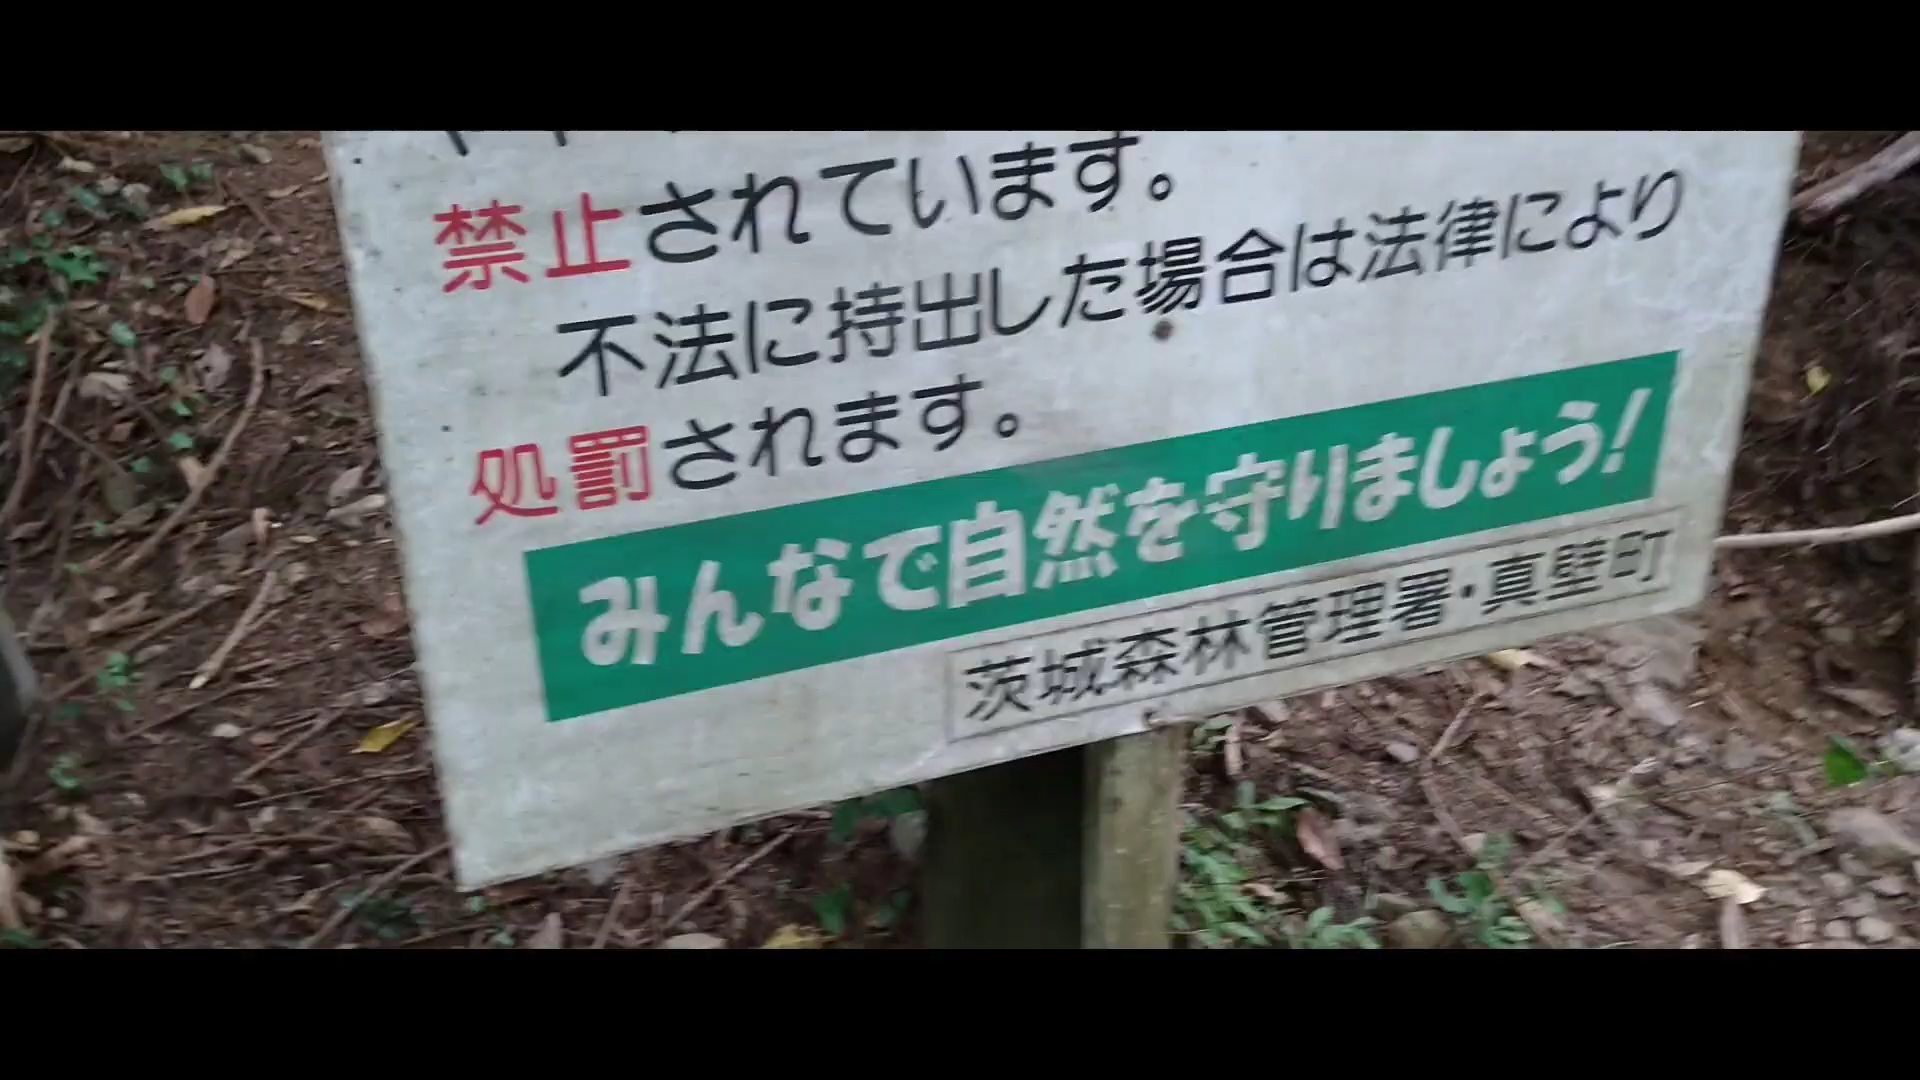 禁止されています。
不法に持出した場合は法律により
処罰されます。
みんなで自然を守りましょう!
茨城森林管理署・真壁町